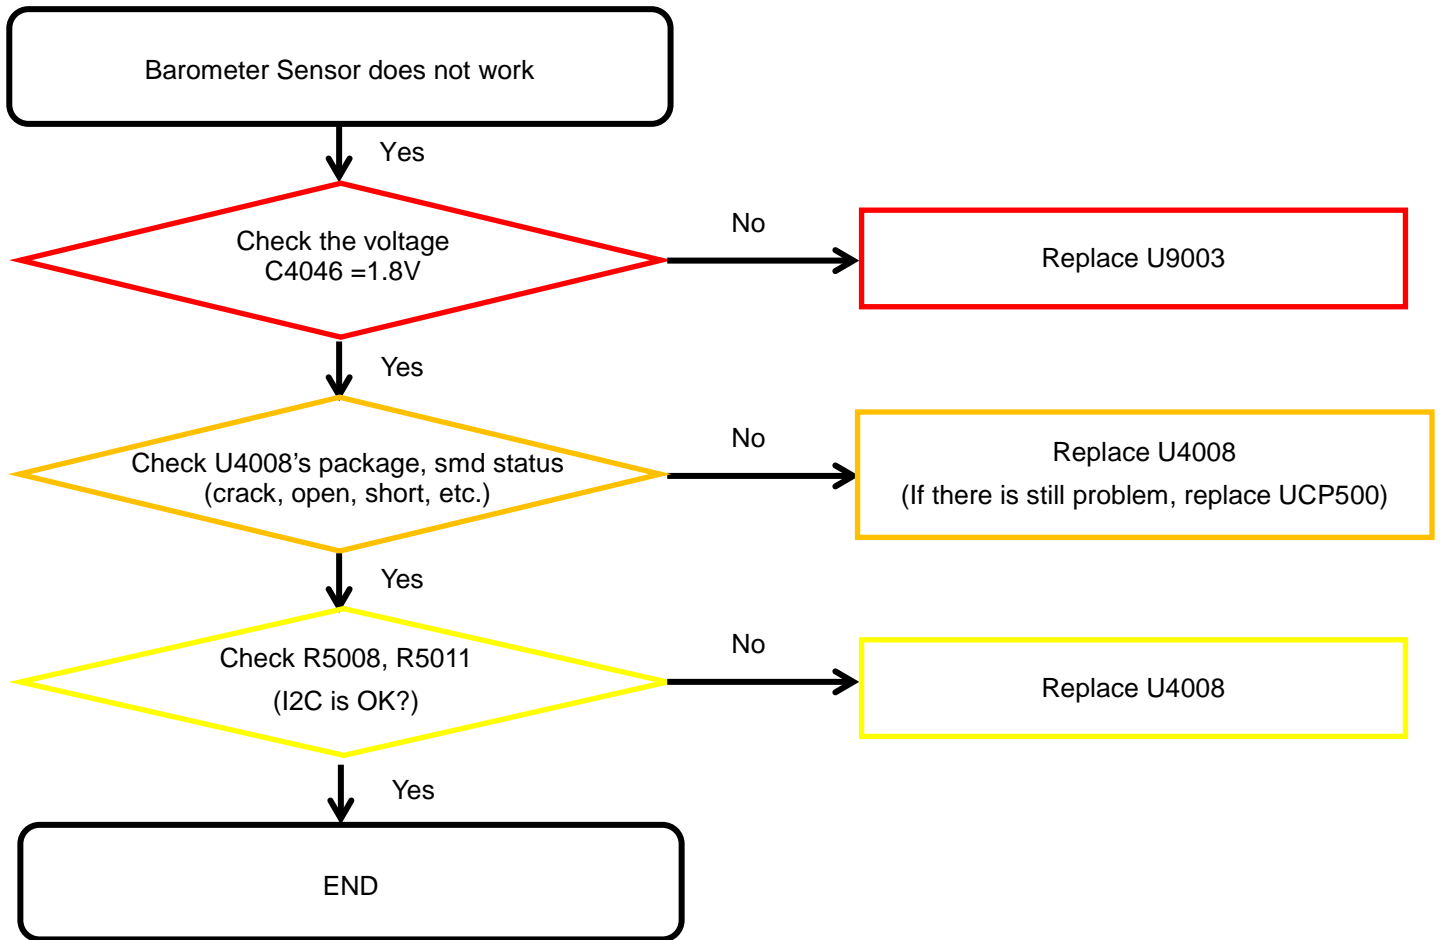 Barometer Sensor does not work
Yes
Check the voltage
C4046 =1.8V
No
Replace U9003
Yes
Check U4008’s package, smd status
(crack, open, short, etc.)
No
Replace U4008
(If there is still problem, replace UCP500)
Yes
Check R5008, R5011
(I2C is OK?)
No
Replace U4008
Yes
END